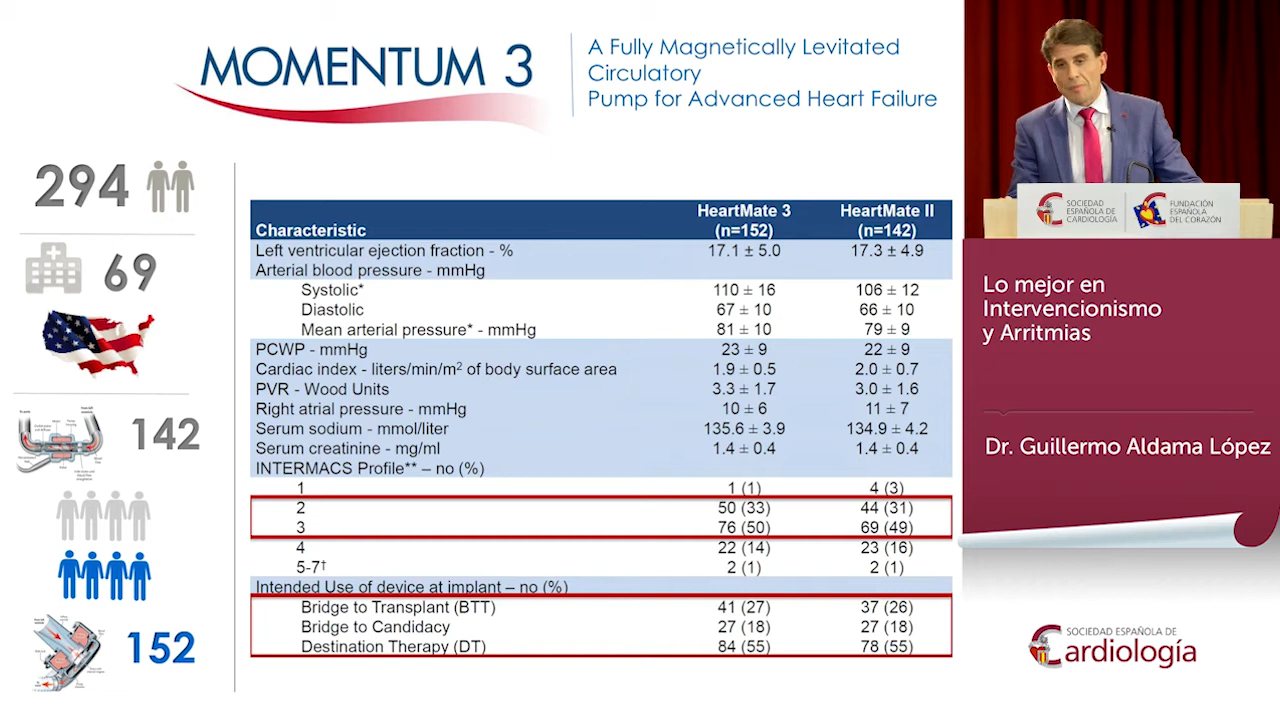 MOMENTUM 3
A Fully Magnetically Levitated
Circulatory
Pump for Advanced Heart Failure
294
69
142
152
Characteristic HeartMate 3 (n=152) HeartMate II (n=142)
Left ventricular ejection fraction - % 17.1 ± 5.0 17.3 ± 4.9
Arterial blood pressure - mmHg
Systolic* 110 ± 16 106 ± 12
Diastolic 67 ± 10 66 ± 10
Mean arterial pressure* - mmHg 81 ± 10 79 ± 9
PCWP - mmHg 23 ± 9 22 ± 9
Cardiac index - liters/min/m² of body surface area 1.9 ± 0.5 2.0 ± 0.7
PVR - Wood Units 3.3 ± 1.7 3.0 ± 1.6
Right atrial pressure - mmHg 10 ± 6 11 ± 7
Serum sodium - mmol/liter 135.6 ± 3.9 134.9 ± 4.2
Serum creatinine - mg/ml 1.4 ± 0.4 1.4 ± 0.4
INTERMACS Profile** – no (%)
1 1 (1) 4 (3)
2 50 (33) 44 (31)
3 76 (50) 69 (49)
4 22 (14) 23 (16)
5-7† 2 (1) 2 (1)
Intended Use of device at implant – no (%)
Bridge to Transplant (BTT) 41 (27) 37 (26)
Bridge to Candidacy 27 (18) 27 (18)
Destination Therapy (DT) 84 (55) 78 (55)
SOCIEDAD
ESPAÑOLA DE
CARDIOLOGÍA
FUNDACIÓN
ESPAÑOLA
DEL CORAZÓN
Lo mejor en
Intervencionismo
y Arritmias
Dr. Guillermo Aldama López
SOCIEDAD ESPAÑOLA DE
Cardiología